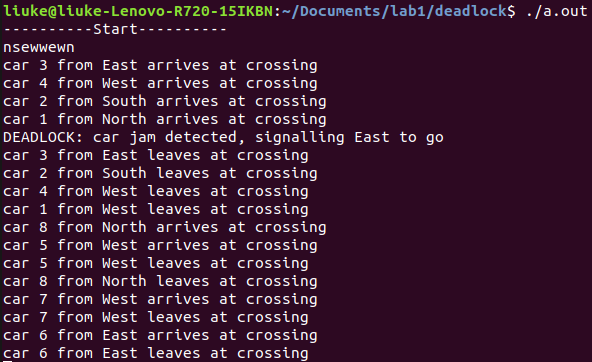 liuke@liuke-Lenovo-R720-15IKBN:~/Documents/lab1/deadlock$ ./a.out
----------Start----------
nsewwewn
car 3 from East arrives at crossing
car 4 from West arrives at crossing
car 2 from South arrives at crossing
car 1 from North arrives at crossing
DEADLOCK: car jam detected, signalling East to go
car 3 from East leaves at crossing
car 2 from South leaves at crossing
car 4 from West leaves at crossing
car 1 from West leaves at crossing
car 8 from North arrives at crossing
car 5 from West arrives at crossing
car 5 from West leaves at crossing
car 8 from North leaves at crossing
car 7 from West arrives at crossing
car 7 from West leaves at crossing
car 6 from East arrives at crossing
car 6 from East leaves at crossing